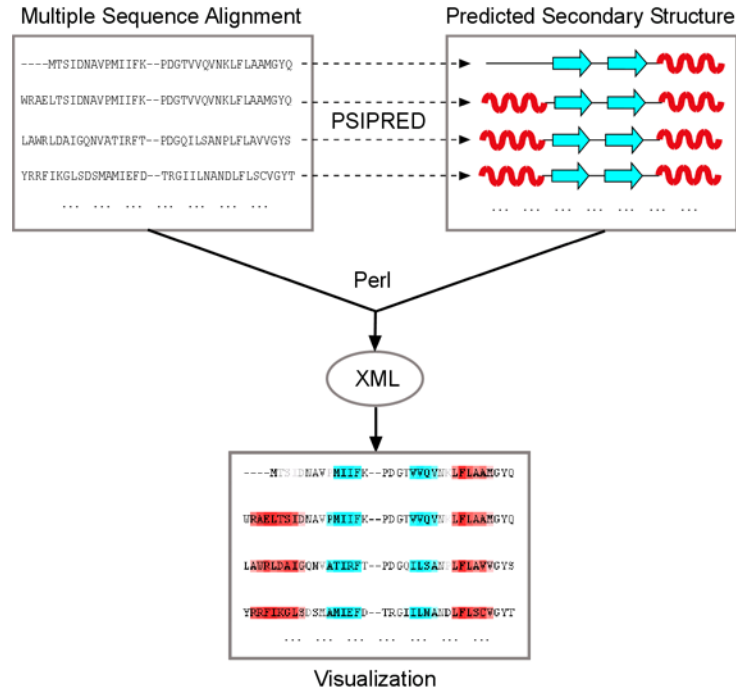 Multiple Sequence Alignment
Predicted Secondary Structure
----MTSIDNAVPMIIFK--PDGTVVQVNKLFLAAMGYQ
WRAELTSIDNAVPMIIFK--PDGTVVQVNKLFLAAMGYQ
PSIPRED
LAWRLDAIGQNVATIRFT--PDGQILSANPLFLAVVGYS
YRRFIKGLSDSMAMIEFD--TRGIILNANDLFLSCVGYT
... ... ... ... ... ... ...
... ... ... ... ... ... ...
Perl
XML
----MTSIDNAVPMIIFK--PDGTVVQVNKLFLAAMGYQ
WRAELTSIDNAVPMIIFK--PDGTVVQVNKLFLAAMGYQ
LAWRLDAIGQNVATIRFT--PDGQILSANPLFLAVVGYS
YRRFIKGLSDSMAMIEFD--TRGIILNANDLFLSCVGYT
... ... ... ... ... ... ...
Visualization